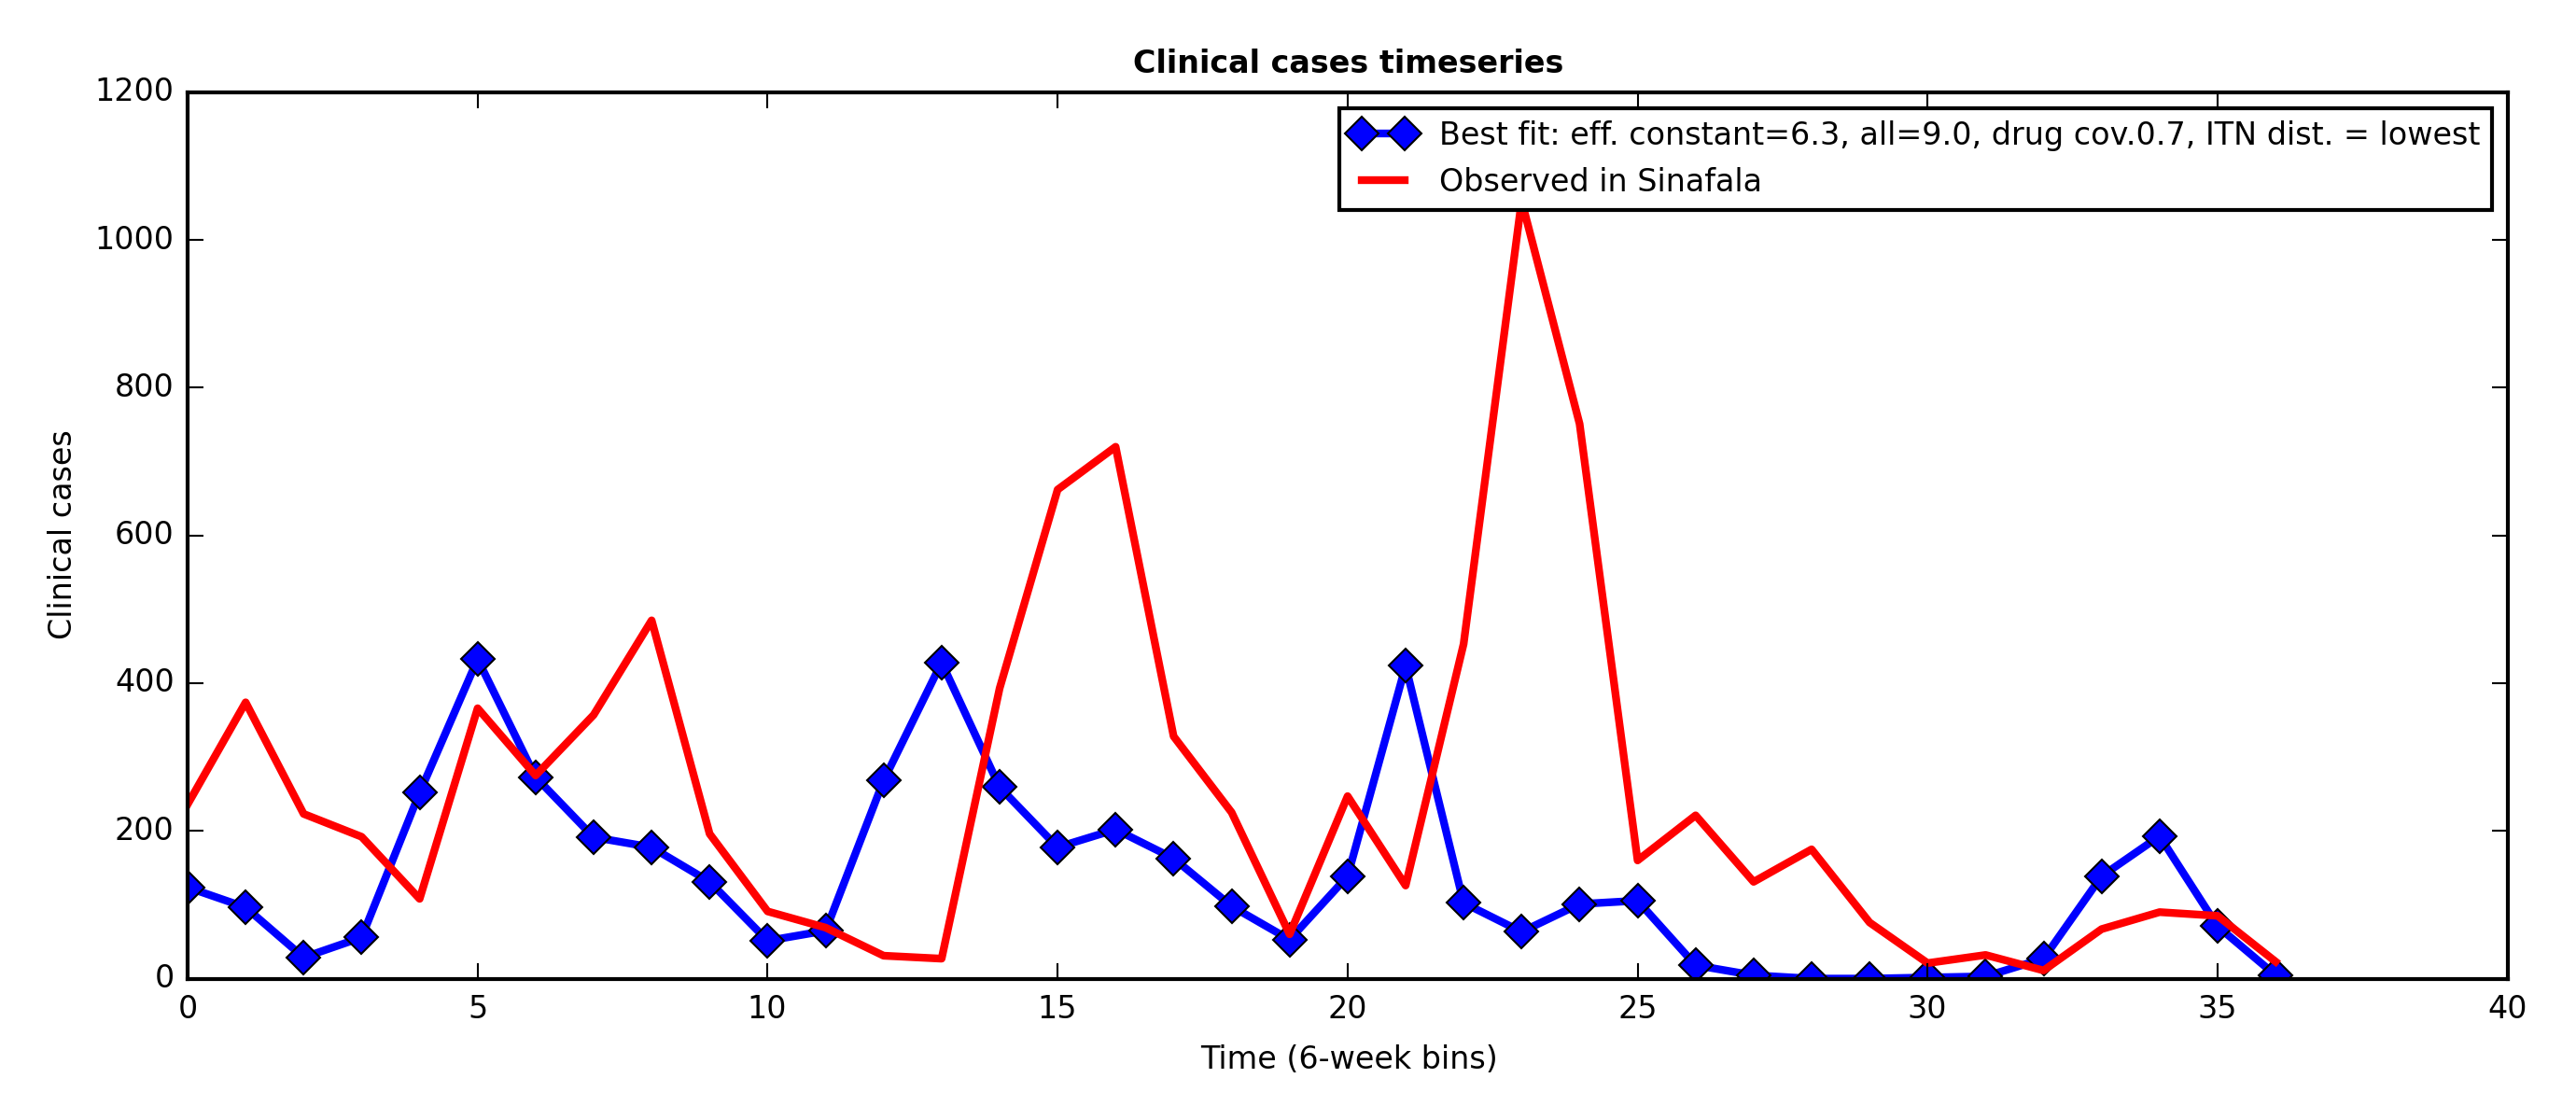 Clinical cases timeseries
1200
1000
800
600
400
200
0
Clinical cases
Best fit: eff. constant=6.3, all=9.0, drug cov.0.7, ITN dist. = lowest
Observed in Sinafala
0 5 10 15 20 25 30 35 40
Time (6-week bins)